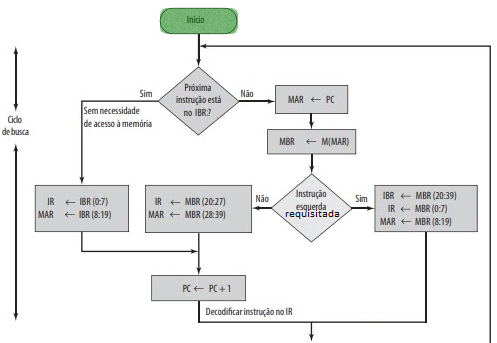 Início
Próxima
instrução está
no IBR?
Sim
Não
Sem necessidade
de acesso à memória
MAR ← PC
MBR ← M(MAR)
Ciclo
de busca
Instrução
esquerda
requisitada
Não
Sim
IR ← IBR (0:7)
MAR ← IBR (8:19)
IR ← MBR (20:27)
MAR ← MBR (28:39)
IBR ← MBR (20:39)
IR ← MBR (0:7)
MAR ← MBR (8:19)
PC ← PC + 1
Decodificar instrução no IR